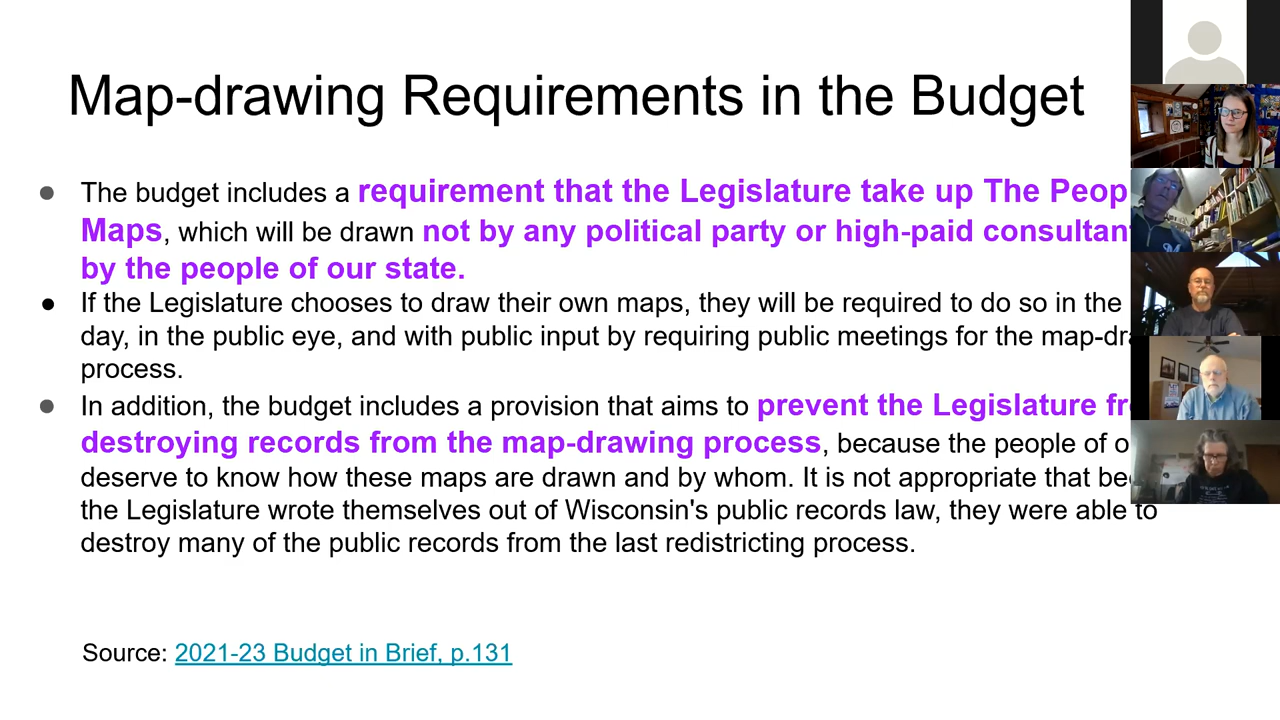 Map-drawing Requirements in the Budget
The budget includes a requirement that the Legislature take up The
Maps, which will be drawn not by any political party or high-paid
by the people of our state.
If the Legislature chooses to draw their own maps, they will be required to do so in the
day, in the public eye, and with public input by requiring public meetings for the
process.
In addition, the budget includes a provision that aims to prevent the Legislature
destroying records from the map-drawing process, because the people of
deserve to know how these maps are drawn and by whom. It is not appropriate that
the Legislature wrote themselves out of Wisconsin's public records law, they were able to
destroy many of the public records from the last redistricting process.
Source: 2021-23 Budget in Brief, p.131